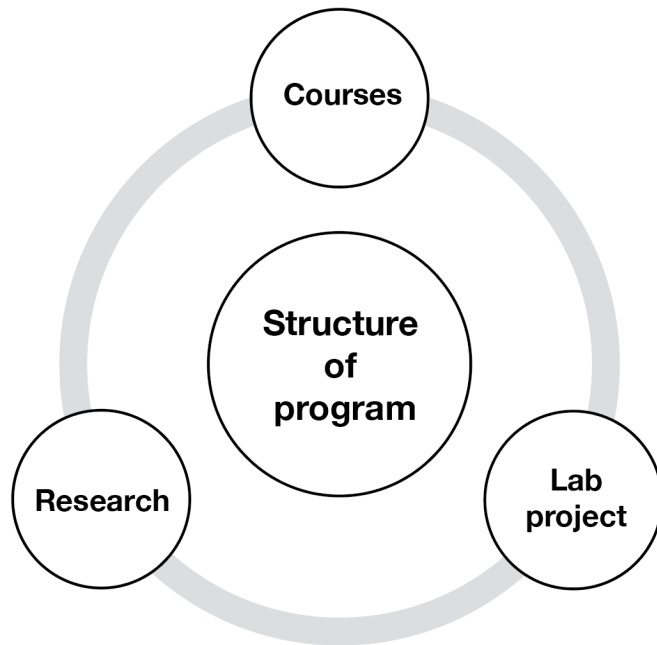 Courses
Structure
of
program
Research
Lab
project